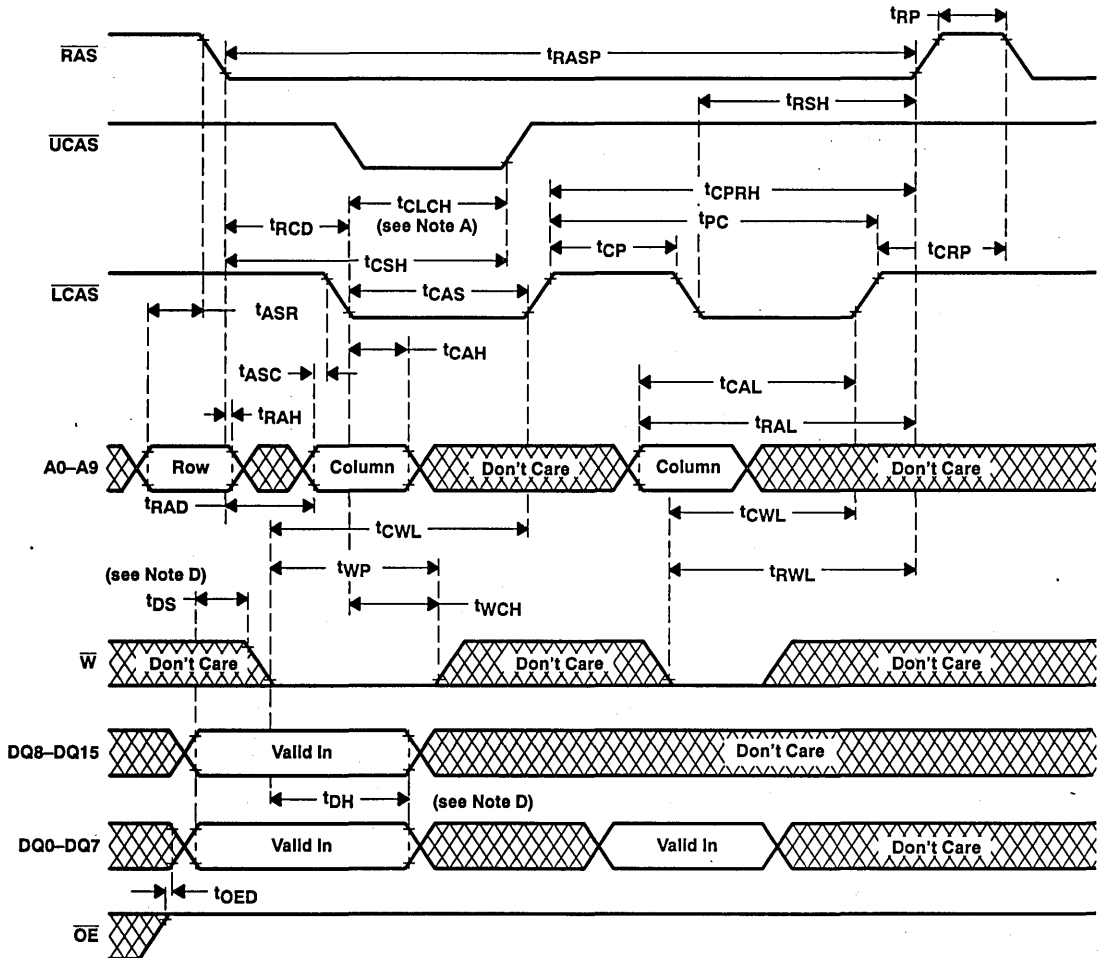 tRP
RAS
tRASP
tRSH
UCAS
tCPRH
tCLCH
(see Note A)
tRCD
tPC
tCP
tCRP
tCSH
LCAS
tCAS
tASR
tCAH
tASC
tCAL
tRAH
tRAL
A0–A9 Row Column Don't Care Column Don't Care
tRAD
tCWL tCWL
tWP
tRWL
(see Note D)
tDS
tWCH
W Don't Care Don't Care Don't Care
DQ8–DQ15 Valid In Don't Care
tDH (see Note D)
DQ0–DQ7 Valid In Valid In Don't Care
tOED
OE